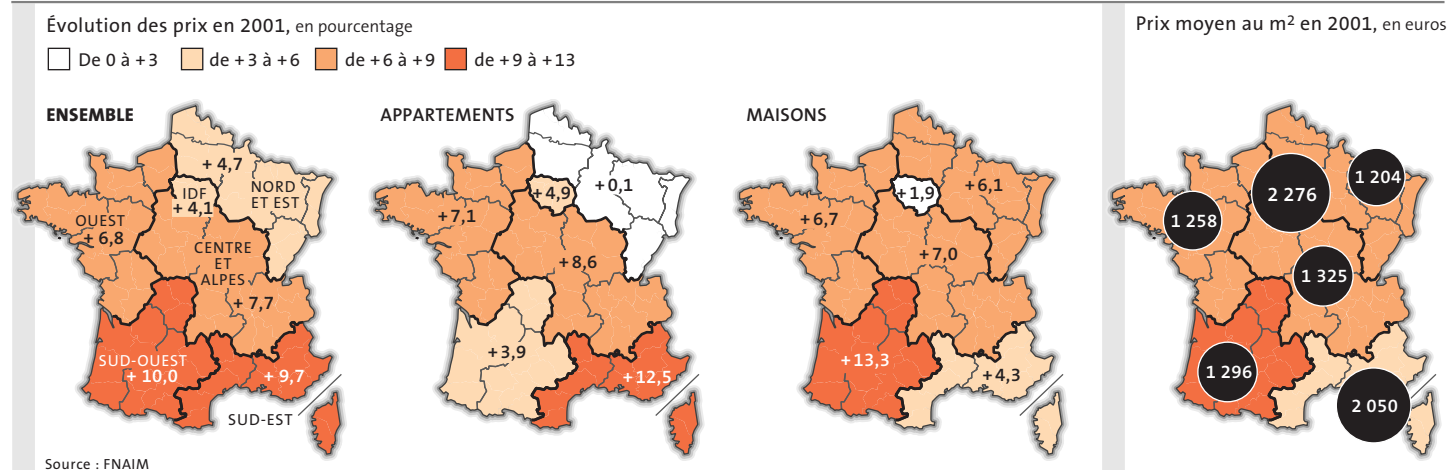 Évolution des prix en 2001, en pourcentage
De 0 à +3 de +3 à +6 de +6 à +9 de +9 à +13
ENSEMBLE
+ 4,7
IDF
+ 4,1
NORD
ET EST
OUEST
+ 6,8
CENTRE
ET
ALPES
+ 7,7
SUD-OUEST
+ 10,0
+ 9,7
SUD-EST
APPARTEMENTS
+0,1
+4,9
+7,1
+8,6
+3,9
+12,5
MAISONS
+6,1
+1,9
+6,7
+7,0
+13,3
+4,3
Prix moyen au m² en 2001, en euros
1 204
2 276
1 258
1 325
1 296
2 050
Source : FNAIM